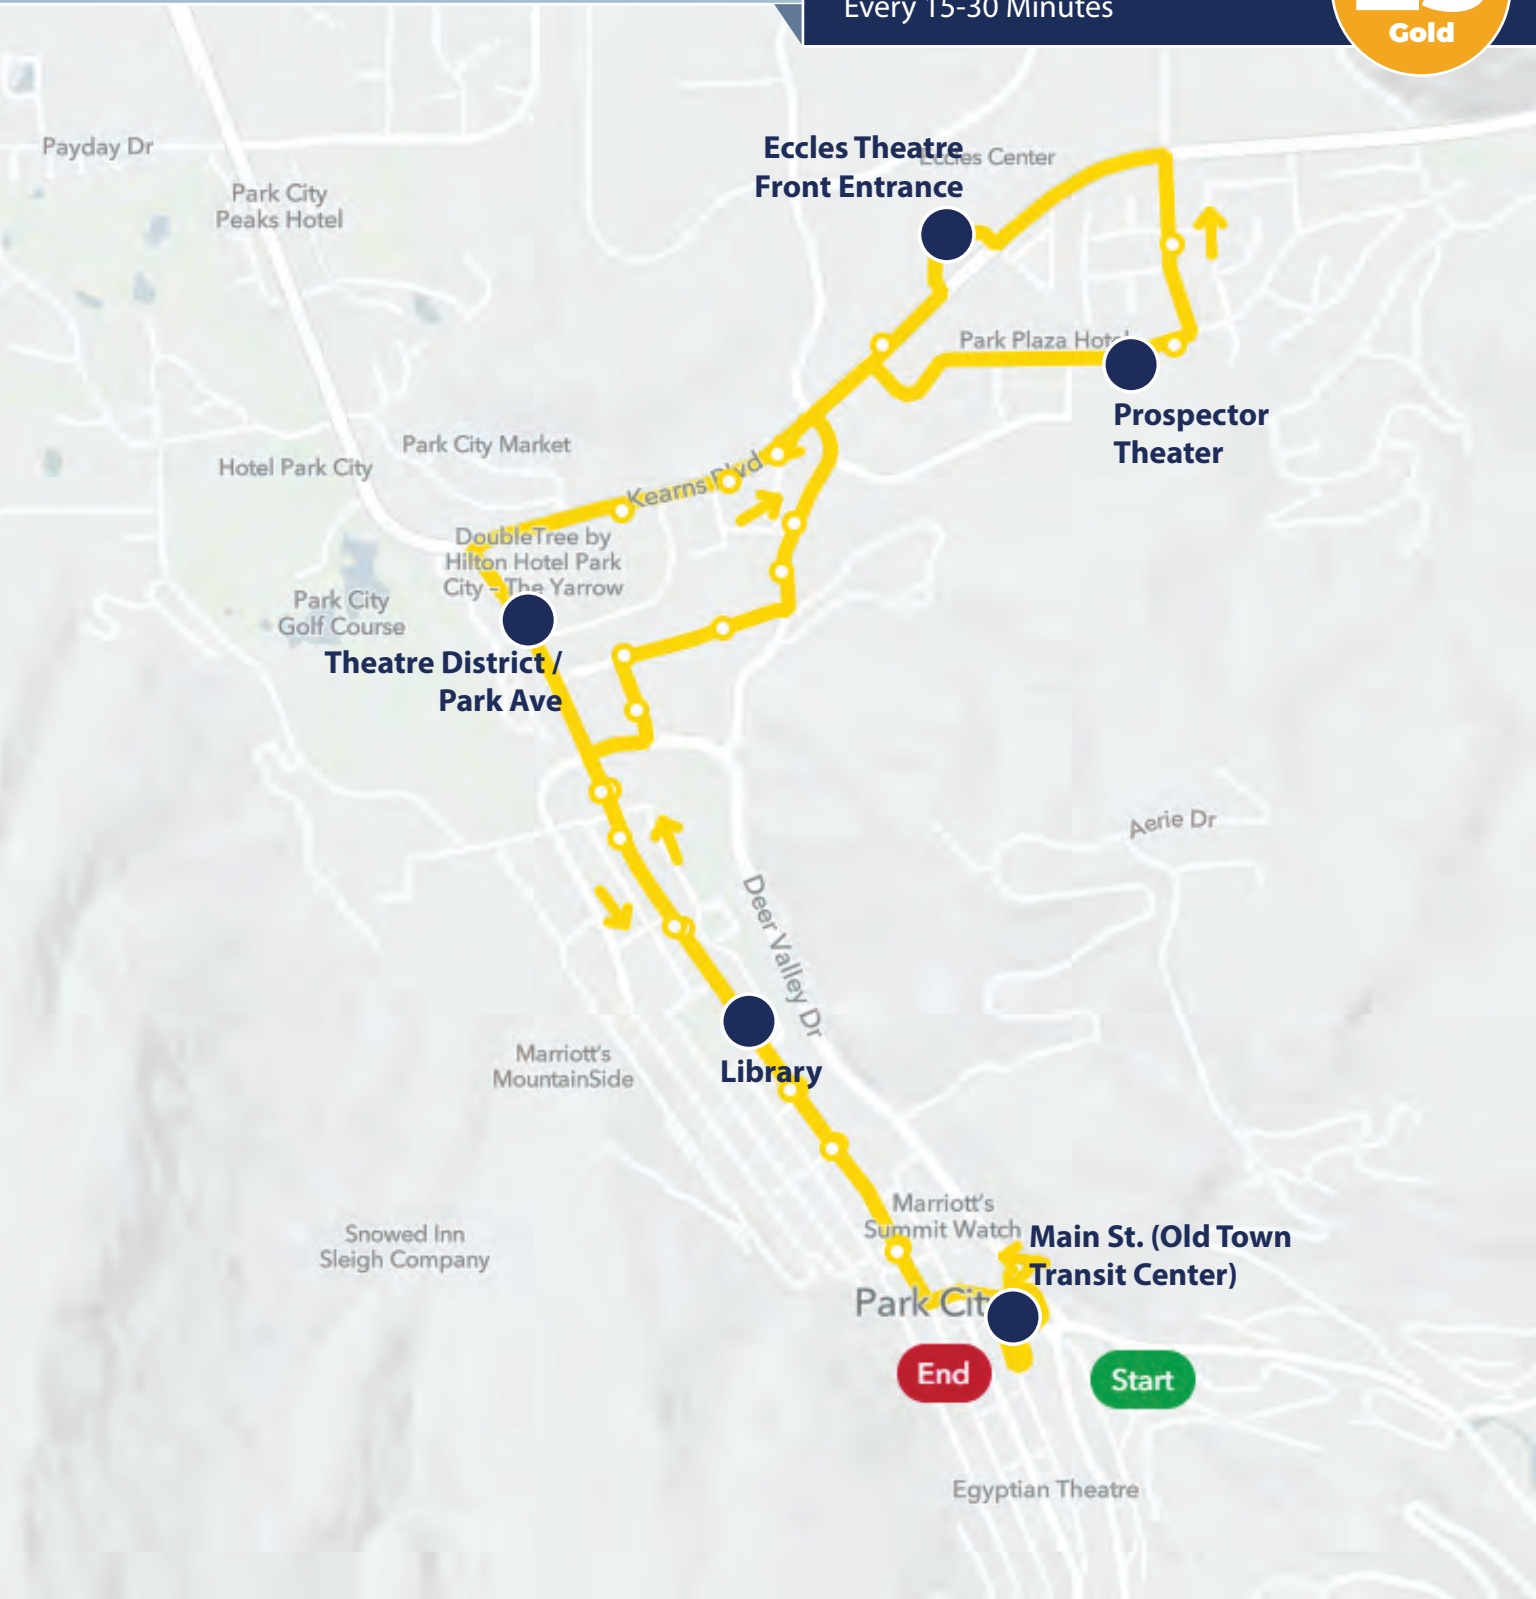 Every 15-30 Minutes
Gold
Payday Dr
Park City
Peaks Hotel
Eccles Theatre
Front Entrance
Eccles Center
Park Plaza Hotel
Prospector
Theater
Park City Market
Hotel Park City
Kearns Blvd
DoubleTree by
Hilton Hotel Park
City - The Yarrow
Park City
Golf Course
Theatre District /
Park Ave
Aerie Dr
Deer Valley Dr
Library
Marriott's
MountainSide
Marriott's
Summit Watch
Snowed Inn
Sleigh Company
Main St. (Old Town
Transit Center)
Park City
End
Start
Egyptian Theatre